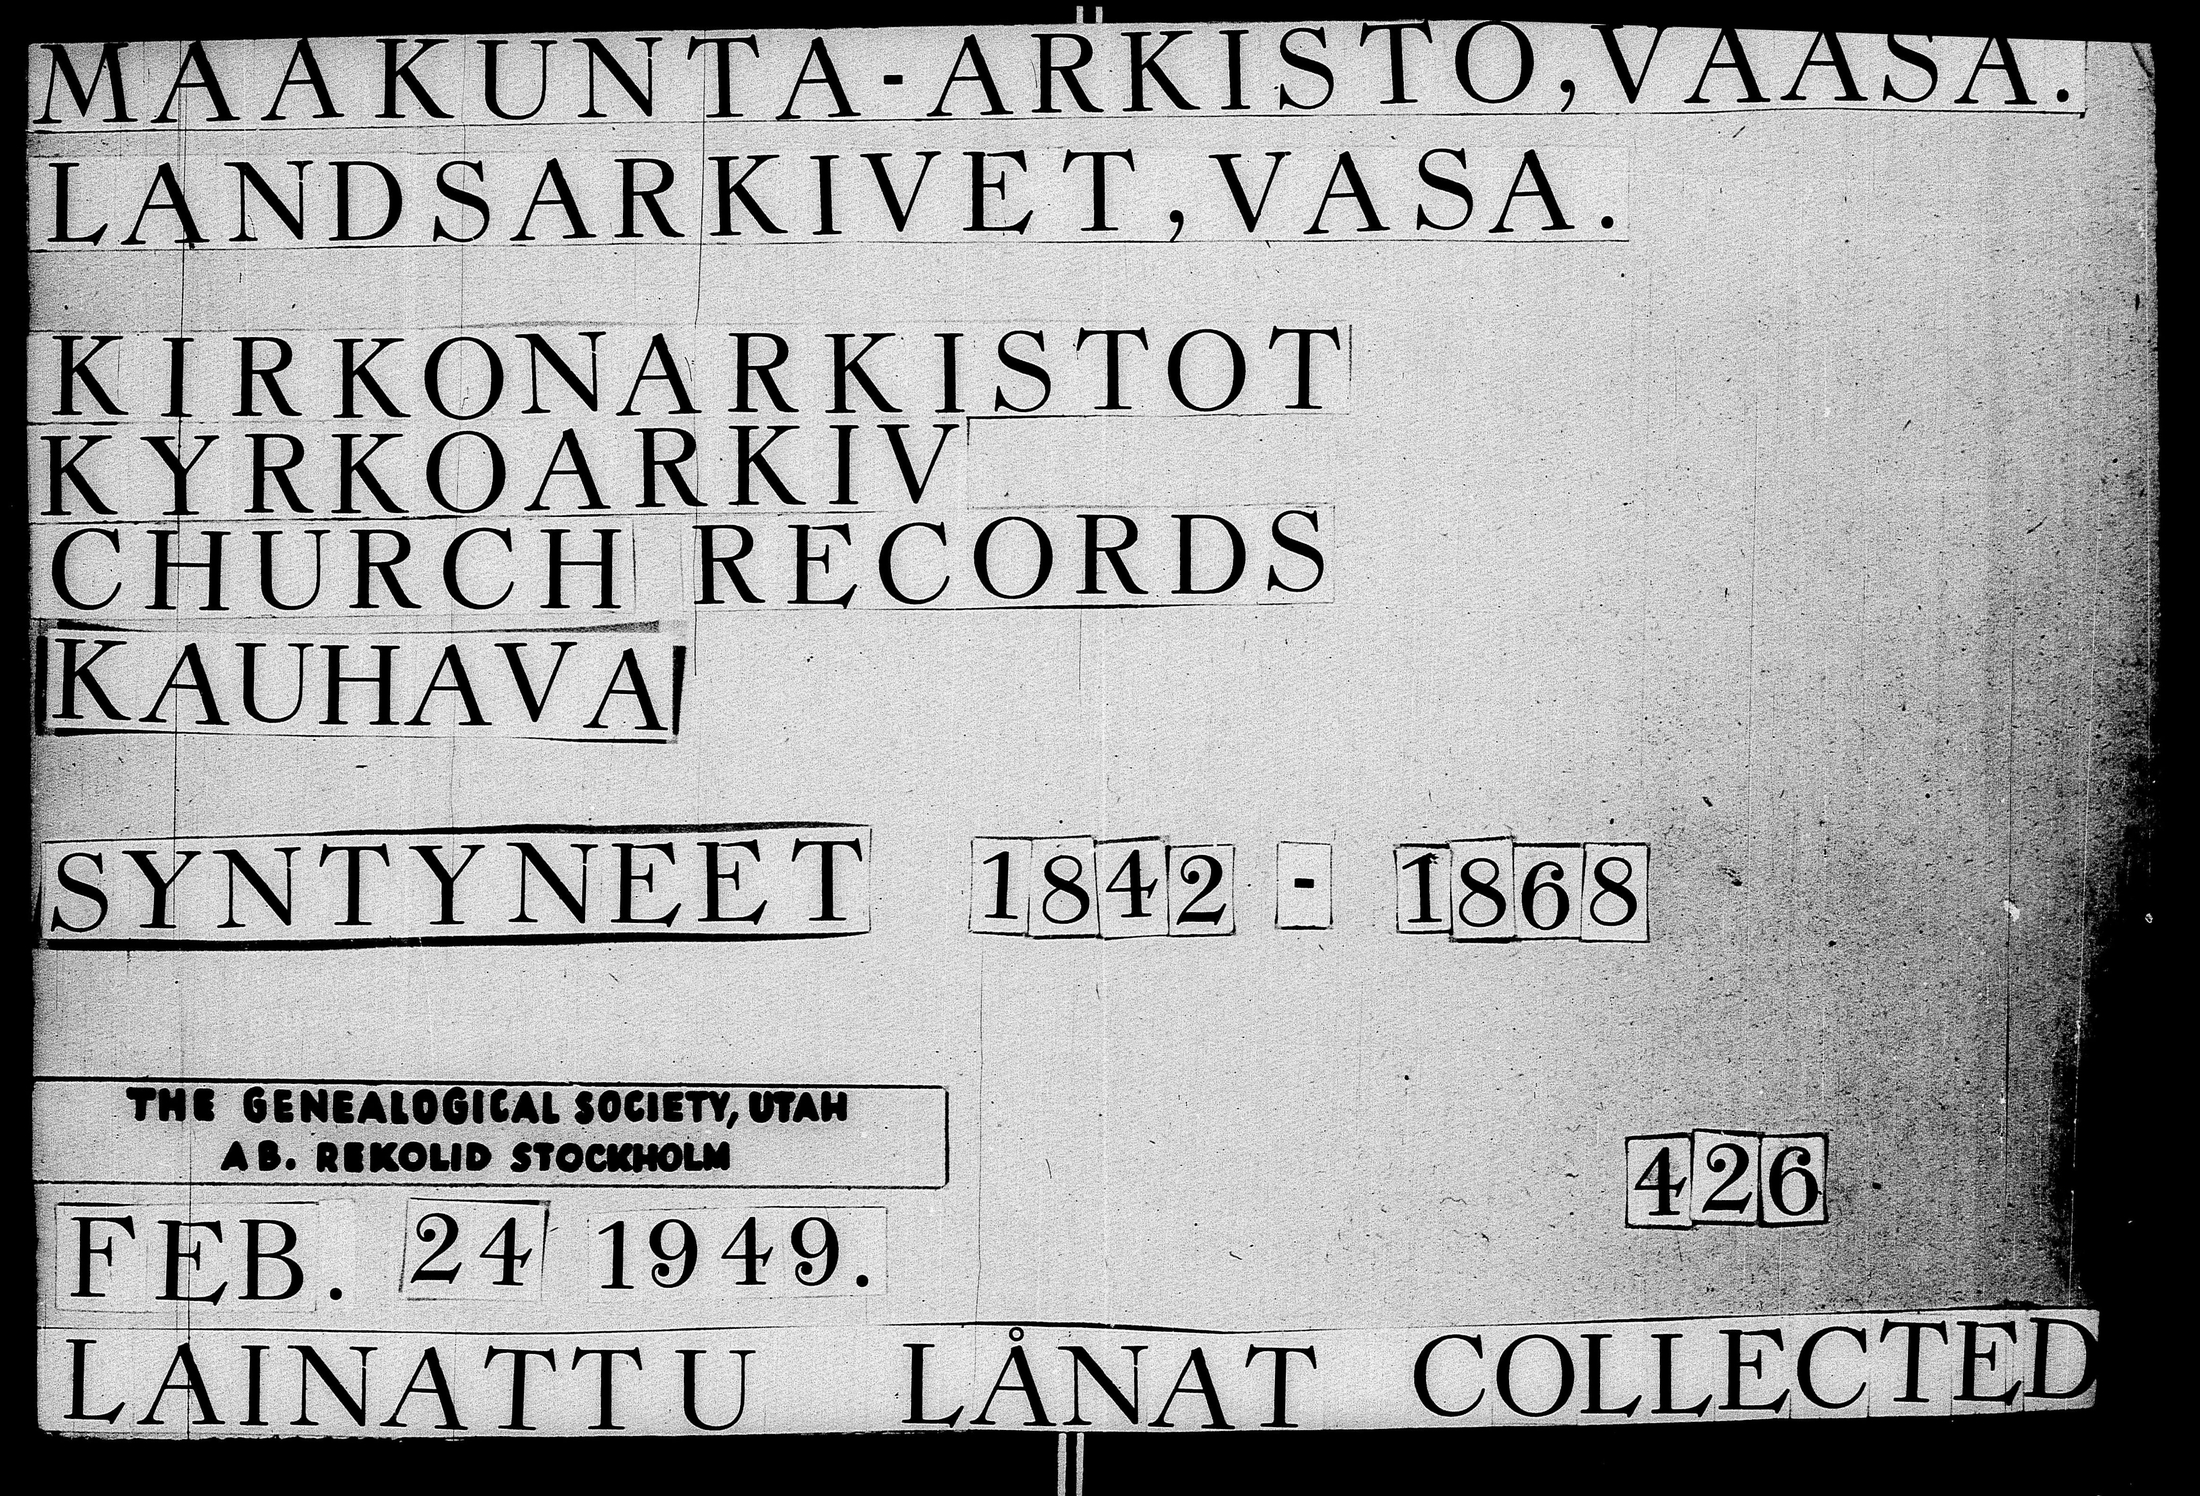 MAAKUNTA-ARKISTO, VAASA.
LANDSARKIVET, VASA.
KIRKONARKISTOT
KYRKOARKIV
CHURCH RECORDS
KAUHAVA
SYNTYNEET 1842 - 1868
THE GENEALOGICAL SOCIETY, UTAH
AB. REKOLID STOCKHOLM
426
FEB. 24 1949.
LAINATTU LÅNAT COLLECTED